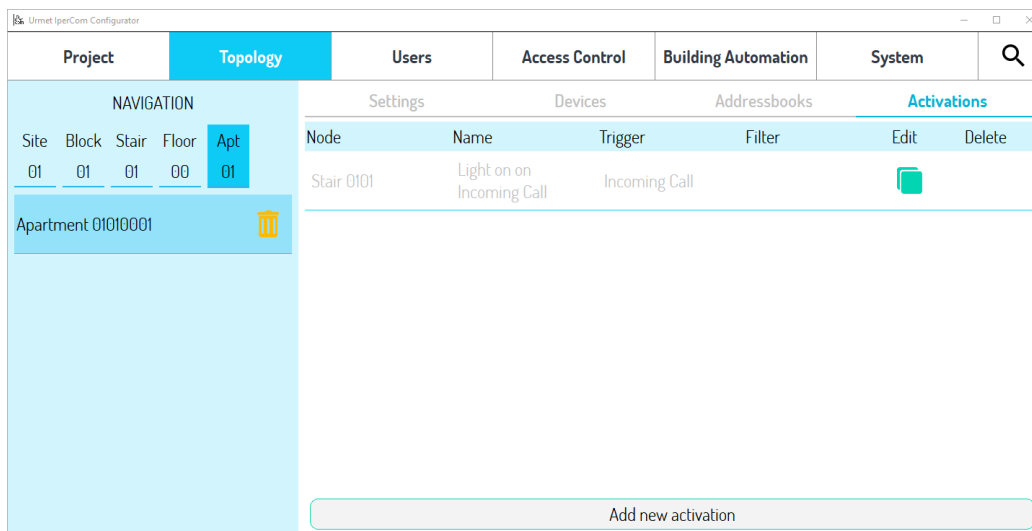 Urmet IperCom Configurator
Project Topology Users Access Control Building Automation System
NAVIGATION
Settings Devices Addressbooks Activations
Site Block Stair Floor Apt
01 01 01 00 01
Node Name Trigger Filter Edit Delete
Stair 0101 Light on on Incoming Call
Incoming Call
Apartment 01010001
Add new activation